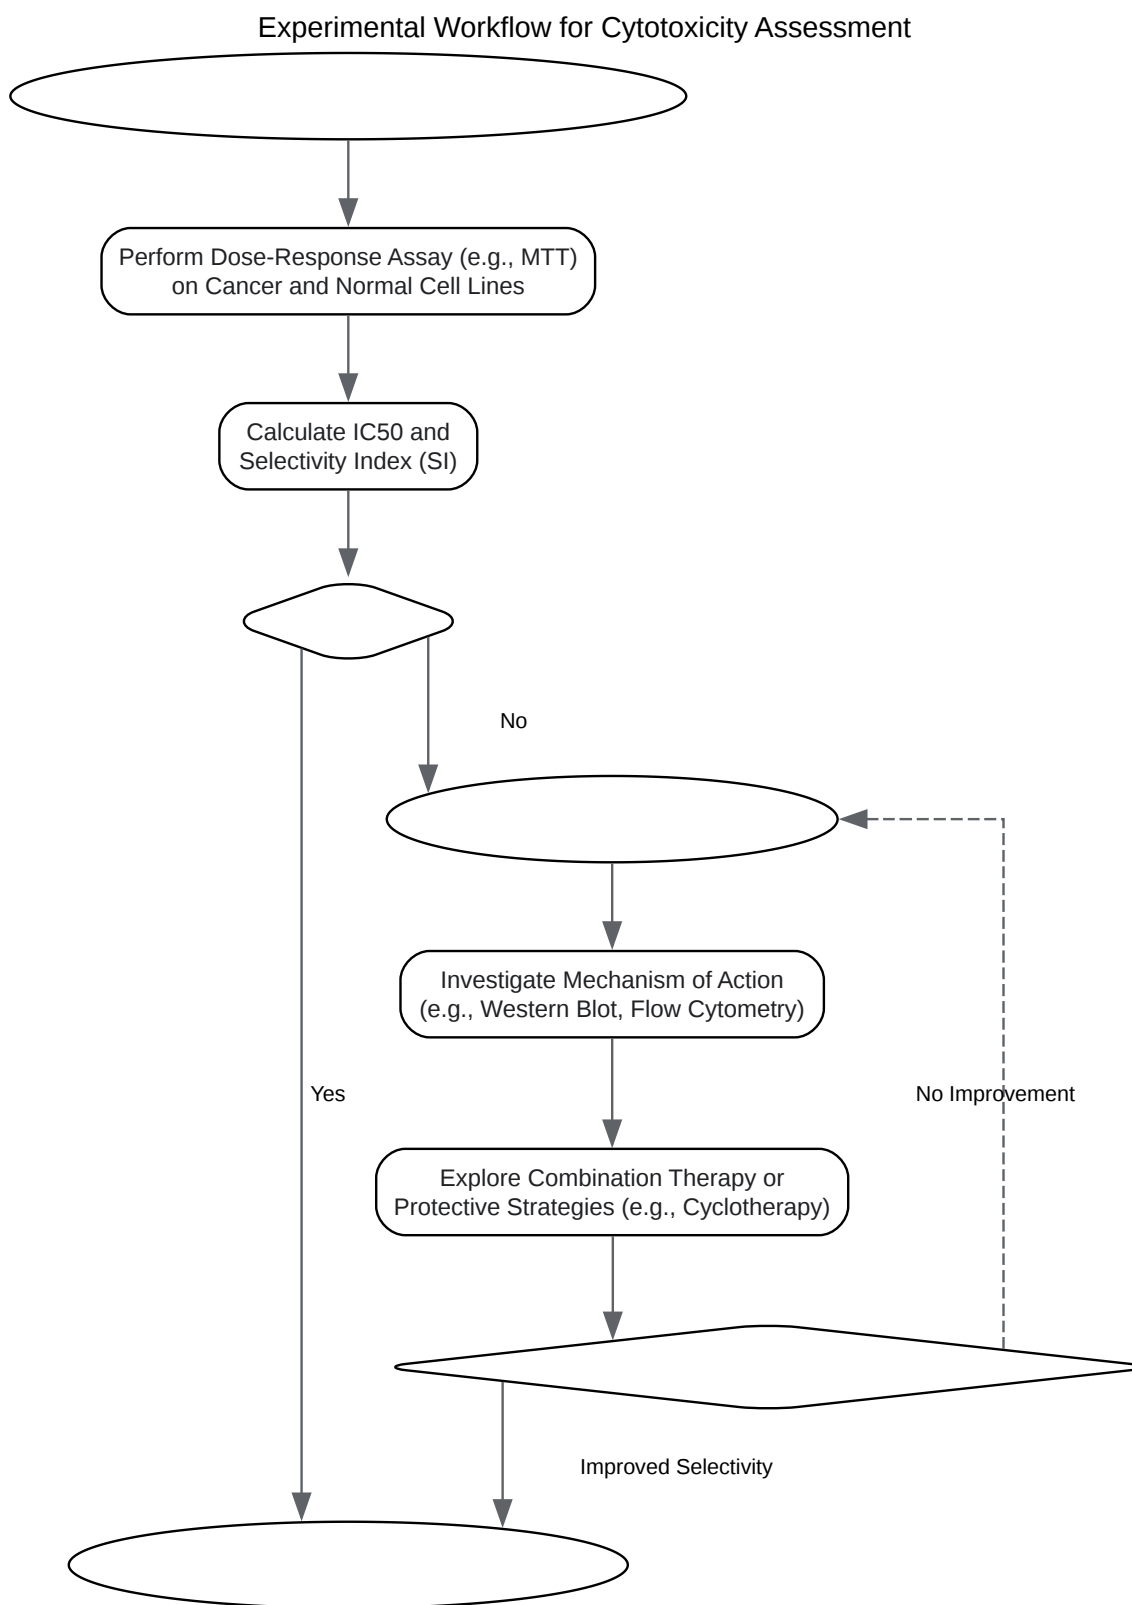 Experimental Workflow for Cytotoxicity Assessment
Perform Dose-Response Assay (e.g., MTT)
on Cancer and Normal Cell Lines
Calculate IC50 and
Selectivity Index (SI)
No
Investigate Mechanism of Action
(e.g., Western Blot, Flow Cytometry)
Yes
No Improvement
Explore Combination Therapy or
Protective Strategies (e.g., Cyclotherapy)
Improved Selectivity